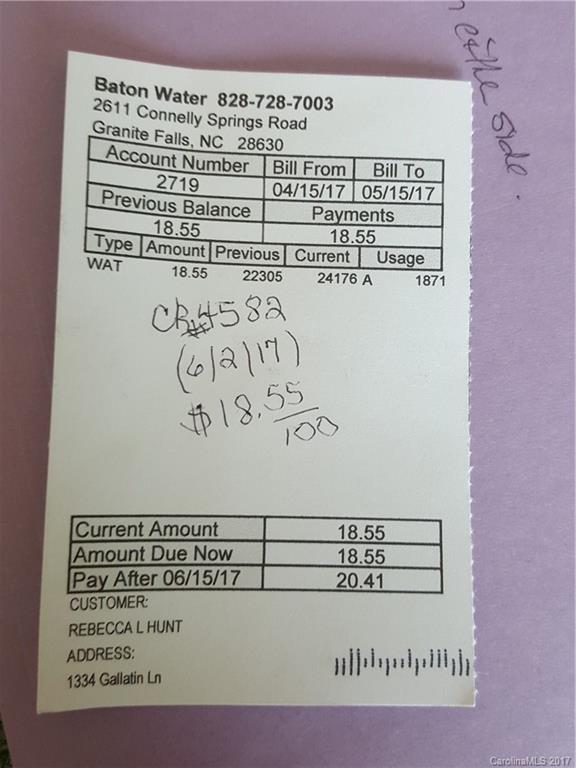 cattle side.
Baton Water 828-728-7003
2611 Connelly Springs Road
Granite Falls, NC 28630
Account Number Bill From Bill To
2719 04/15/17 05/15/17
Previous Balance Payments
18.55 18.55
Type Amount Previous Current Usage
WAT 18.55 22305 24176 A 1871
CK#4582
(6/2/17)
$18.55/100
Current Amount 18.55
Amount Due Now 18.55
Pay After 06/15/17 20.41
CUSTOMER:
REBECCA L HUNT
ADDRESS:
1334 Gallatin Ln
CarolinaMLS 2017